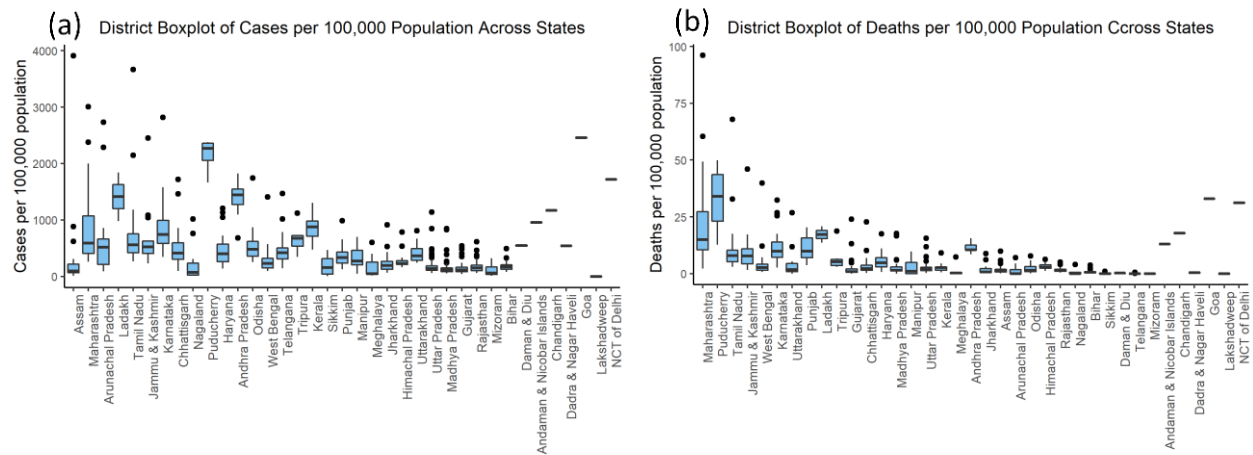 (a)
District Boxplot of Cases per 100,000 Population Across States
Cases per 100,000 population
4000
3000
2000
1000
0
Assam
Maharashtra
Arunachal Pradesh
Ladakh
Tamil Nadu
Jammu & Kashmir
Karnataka
Chhattisgarh
Nagaland
Puducherry
Haryana
Andhra Pradesh
Odisha
West Bengal
Telangana
Tripura
Kerala
Sikkim
Punjab
Manipur
Meghalaya
Jharkhand
Himachal Pradesh
Uttarakhand
Uttar Pradesh
Madhya Pradesh
Gujarat
Rajasthan
Mizoram
Bihar
Daman & Diu
Andaman & Nicobar Islands
Chandigarh
Dadra & Nagar Haveli
Goa
Lakshadweep
NCT of Delhi
(b)
District Boxplot of Deaths per 100,000 Population Ccross States
Deaths per 100,000 population
100
75
50
25
0
Maharashtra
Puducherry
Tamil Nadu
Jammu & Kashmir
West Bengal
Karnataka
Uttarakhand
Punjab
Ladakh
Tripura
Gujarat
Chhattisgarh
Haryana
Madhya Pradesh
Manipur
Uttar Pradesh
Kerala
Meghalaya
Andhra Pradesh
Jharkhand
Assam
Arunachal Pradesh
Odisha
Himachal Pradesh
Rajasthan
Nagaland
Bihar
Sikkim
Daman & Diu
Telangana
Mizoram
Andaman & Nicobar Islands
Chandigarh
Dadra & Nagar Haveli
Goa
Lakshadweep
NCT of Delhi